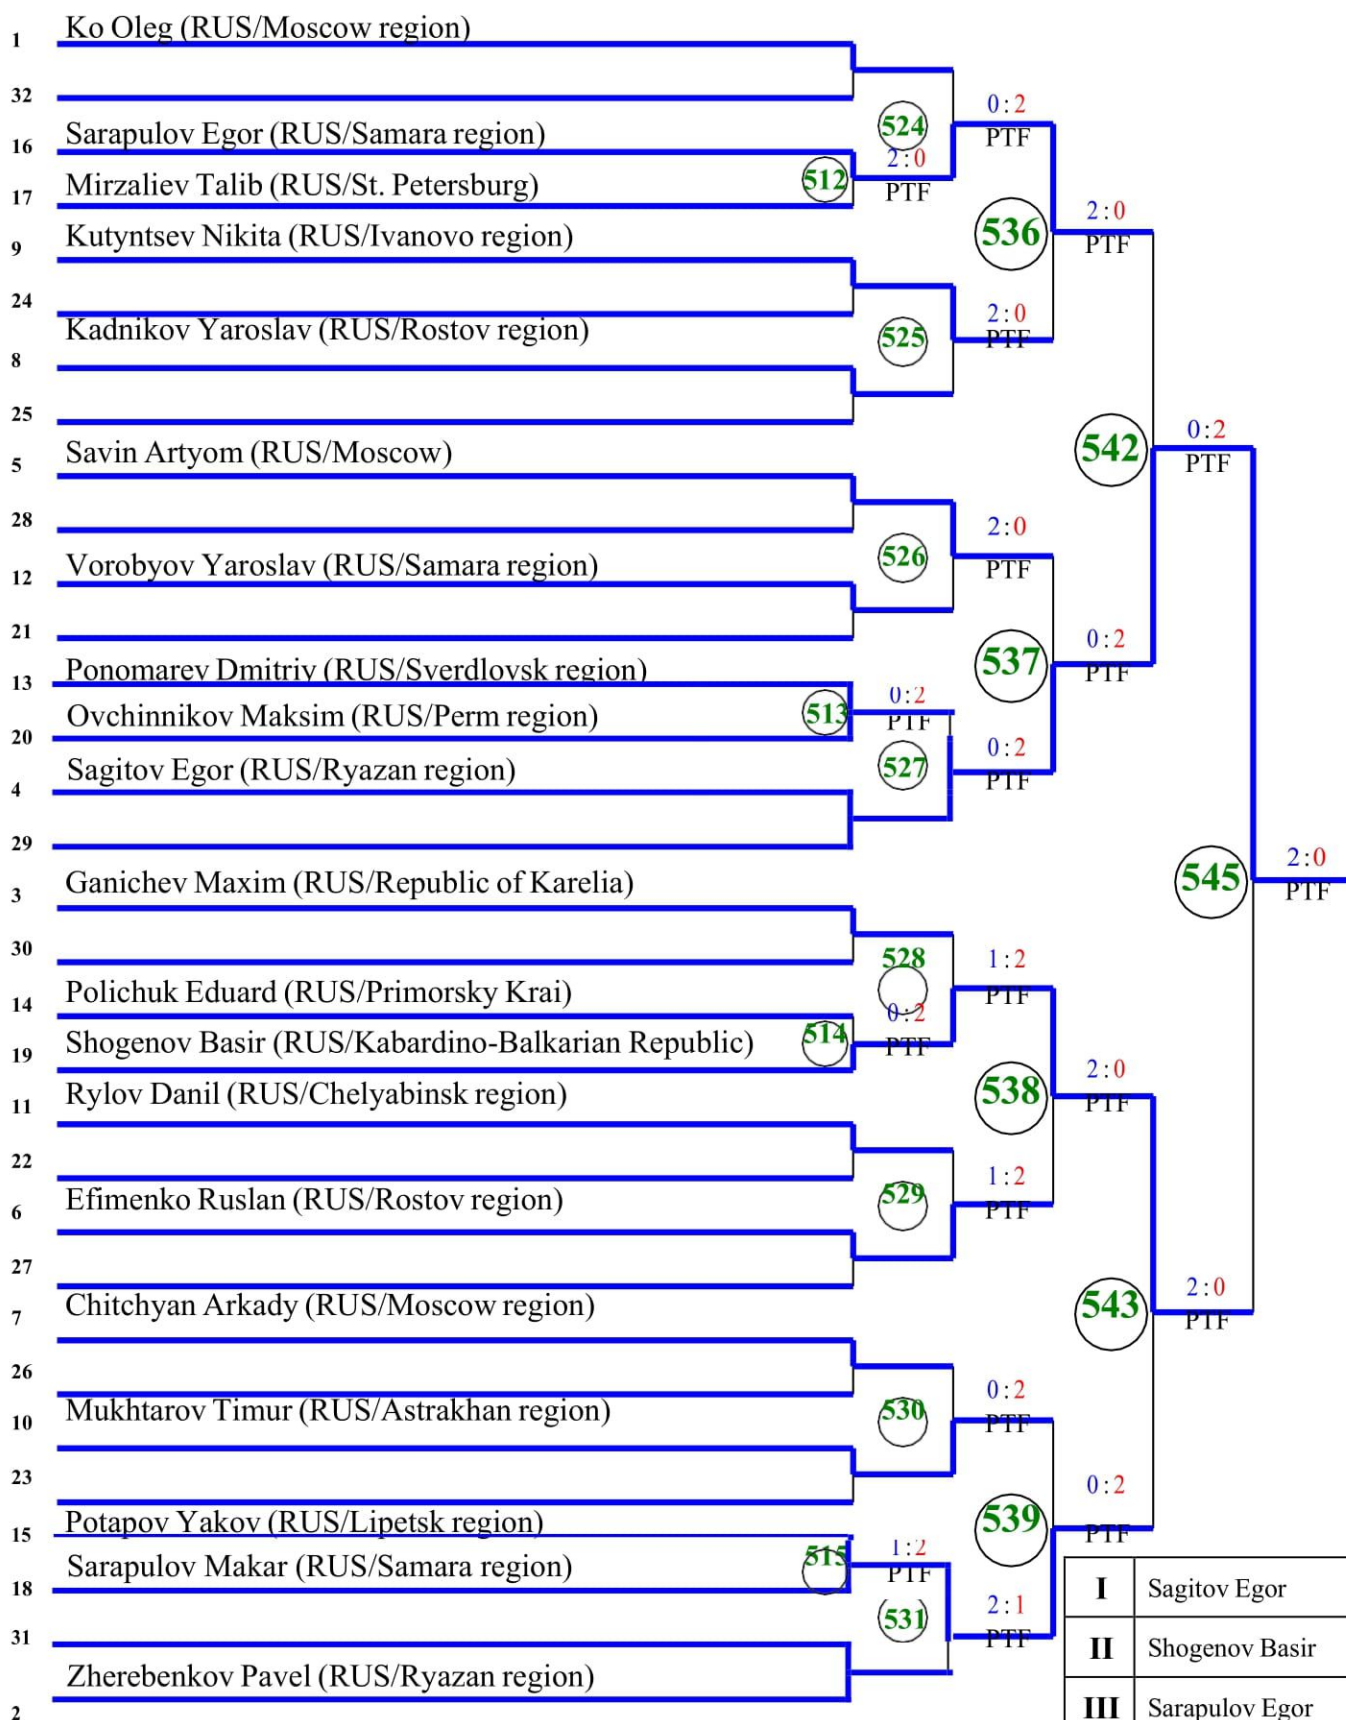 Ko Oleg (RUS/Moscow region)
1
32
0:2
524
Sarapulov Egor (RUS/Samara region)
PTF
16
2:0
512
Mirzaliev Talib (RUS/St. Petersburg)
PTF
17
2:0
Kutyntsev Nikita (RUS/Ivanovo region)
536
PTF
9
24
2:0
Kadnikov Yaroslav (RUS/Rostov region)
525
PTF
8
25
0:2
542
Savin Artyom (RUS/Moscow)
PTF
5
28
2:0
526
Vorobyov Yaroslav (RUS/Samara region)
PTF
12
21
0:2
537
Ponomarev Dmitriy (RUS/Sverdlovsk region)
PTF
13
0:2
513
Ovchinnikov Maksim (RUS/Perm region)
PTF
20
0:2
527
Sagitov Egor (RUS/Ryazan region)
PTF
4
29
2:0
545
Ganichev Maxim (RUS/Republic of Karelia)
PTF
3
30
528
1:2
Polichuk Eduard (RUS/Primorsky Krai)
PTF
14
0:2
514
Shogenov Basir (RUS/Kabardino-Balkarian Republic)
PTF
19
2:0
Rylov Danil (RUS/Chelyabinsk region)
538
PTF
11
22
1:2
529
Efimenko Ruslan (RUS/Rostov region)
PTF
6
27
2:0
543
Chitchyan Arkady (RUS/Moscow region)
PTF
7
26
0:2
530
Mukhtarov Timur (RUS/Astrakhan region)
PTF
10
23
0:2
539
Potapov Yakov (RUS/Lipetsk region)
PTF
15
1:2
515
Sarapulov Makar (RUS/Samara region)
PTF
18
I Sagitov Egor
2:1
531
PTF
31
II Shogenov Basir
Zherebenkov Pavel (RUS/Ryazan region)
2
III Sarapulov Egor